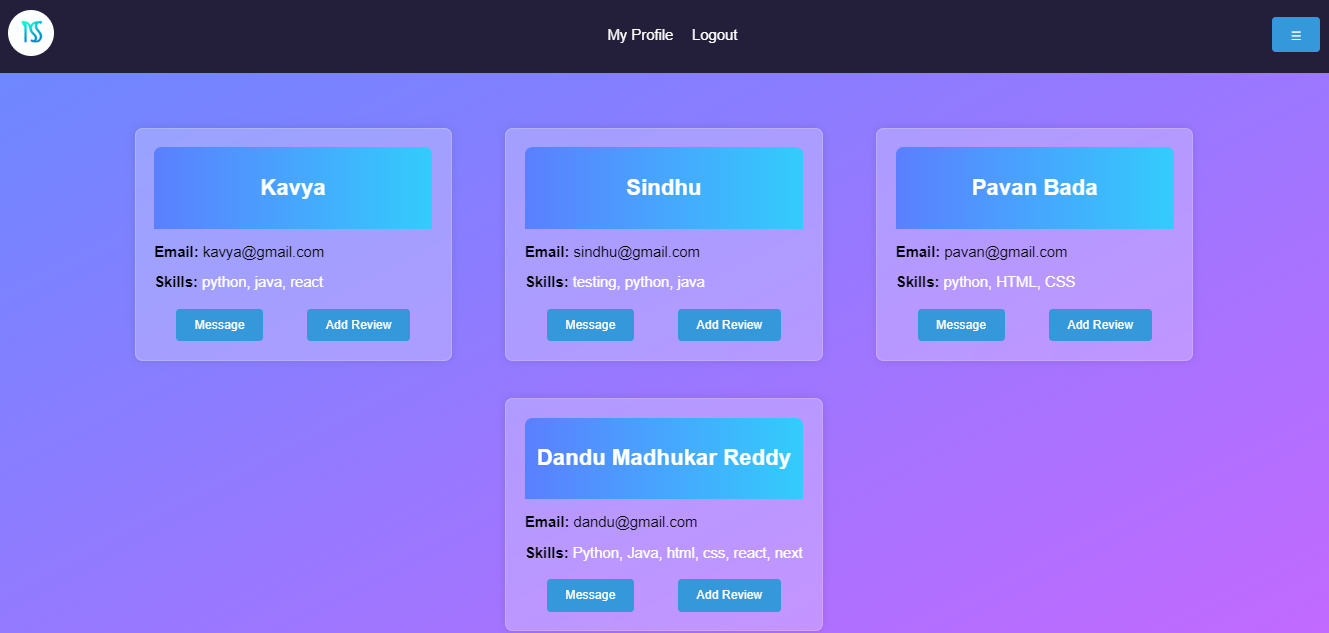 My Profile Logout ☰
Kavya
Email: kavya@gmail.com
Skills: python, java, react
Message Add Review
Sindhu
Email: sindhu@gmail.com
Skills: testing, python, java
Message Add Review
Pavan Bada
Email: pavan@gmail.com
Skills: python, HTML, CSS
Message Add Review
Dandu Madhukar Reddy
Email: dandu@gmail.com
Skills: Python, Java, html, css, react, next
Message Add Review